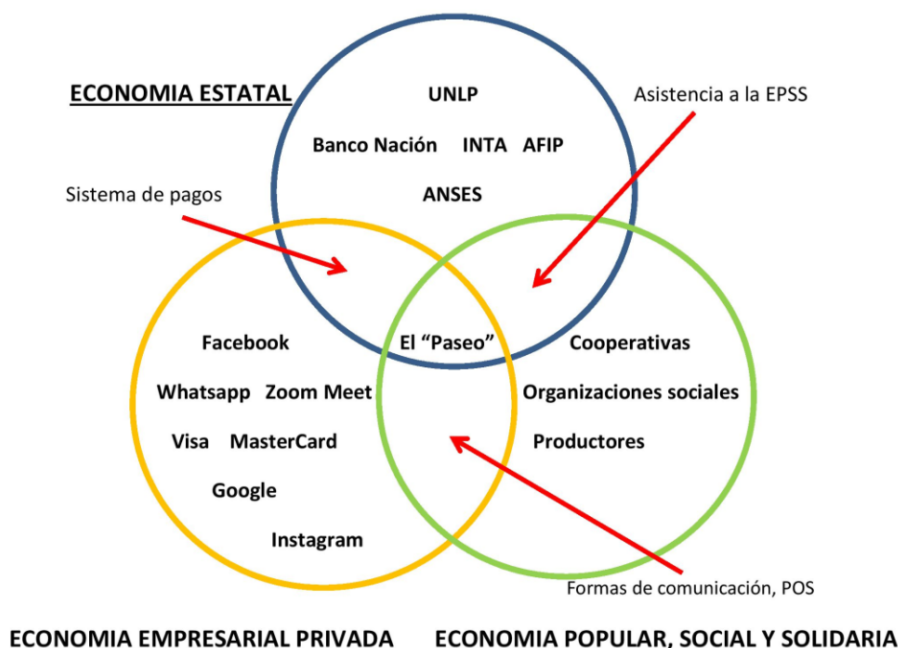 ECONOMIA ESTATAL
UNLP
Asistencia a la EPSS
Banco Nación INTA AFIP
Sistema de pagos
ANSES
Facebook
El “Paseo”
Cooperativas
Whatsapp Zoom Meet
Organizaciones sociales
Visa MasterCard
Productores
Google
Instagram
Formas de comunicación, POS
ECONOMIA EMPRESARIAL PRIVADA
ECONOMIA POPULAR, SOCIAL Y SOLIDARIA